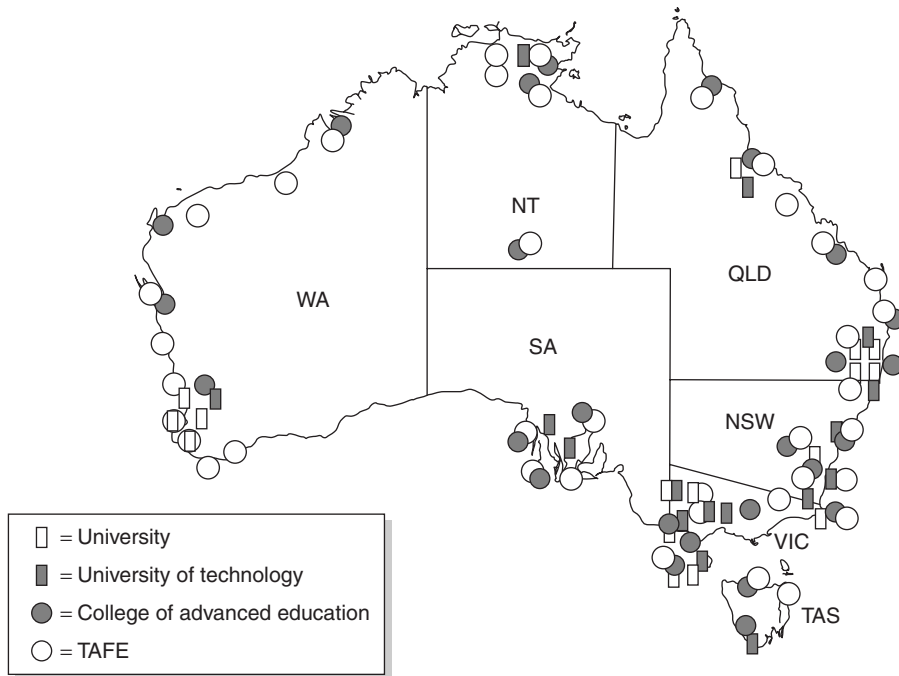 NT
QLD
WA
SA
NSW
VIC
TAS
= University
= University of technology
= College of advanced education
= TAFE